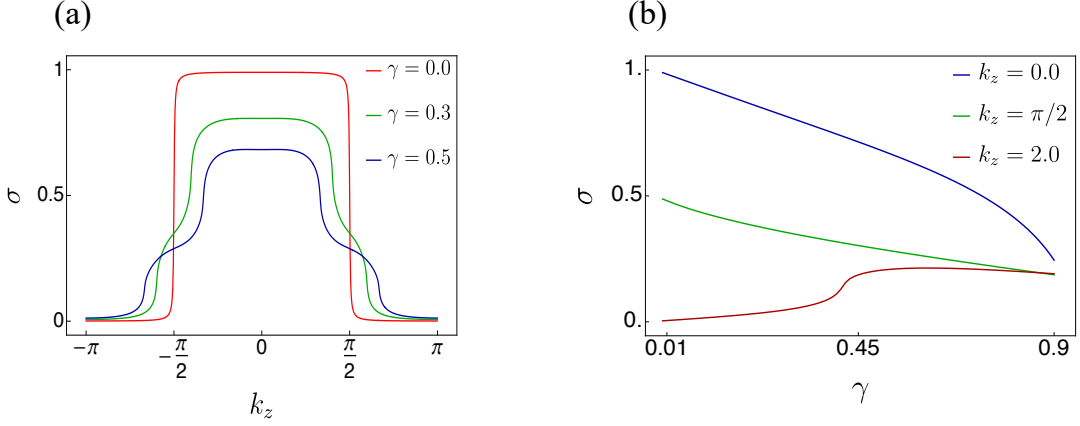 (a)
1
0.5
0
σ
γ = 0.0
γ = 0.3
γ = 0.5
−π
−π/2
0
π/2
π
k_z
(b)
1.
0.5
0.
σ
k_z = 0.0
k_z = π/2
k_z = 2.0
0.01
0.45
0.9
γ